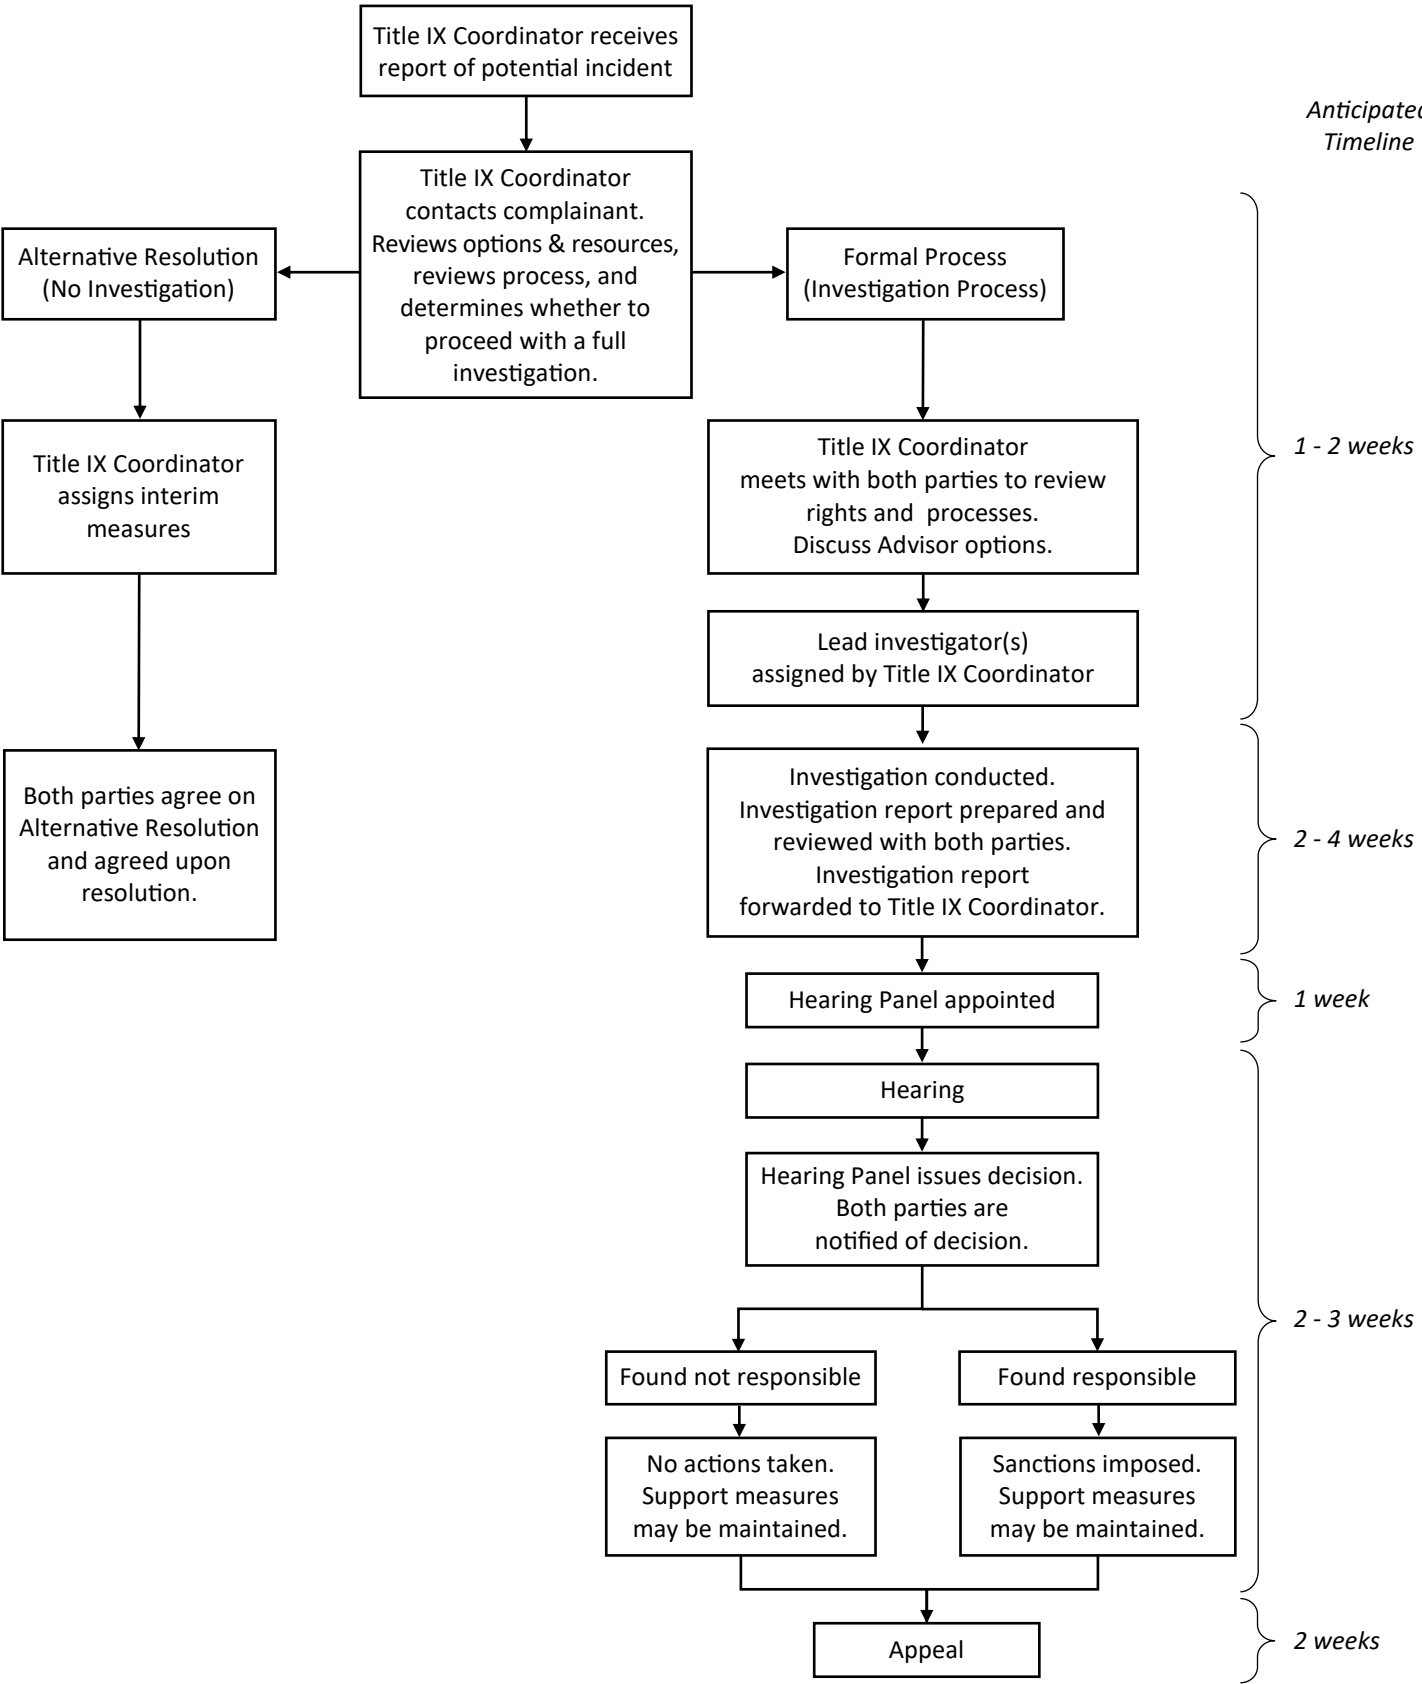 Title IX Coordinator receives
report of potential incident
Anticipated
Timeline
Title IX Coordinator
contacts complainant.
Reviews options & resources,
reviews process, and
determines whether to
proceed with a full
investigation.
Alternative Resolution
(No Investigation)
Formal Process
(Investigation Process)
Title IX Coordinator
assigns interim
measures
Title IX Coordinator
meets with both parties to review
rights and  processes.
Discuss Advisor options.
1 - 2 weeks
Lead investigator(s)
assigned by Title IX Coordinator
Both parties agree on
Alternative Resolution
and agreed upon
resolution.
Investigation conducted.
Investigation report prepared and
reviewed with both parties.
Investigation report
forwarded to Title IX Coordinator.
2 - 4 weeks
Hearing Panel appointed
1 week
Hearing
Hearing Panel issues decision.
Both parties are
notified of decision.
2 - 3 weeks
Found not responsible
Found responsible
No actions taken.
Support measures
may be maintained.
Sanctions imposed.
Support measures
may be maintained.
Appeal
2 weeks